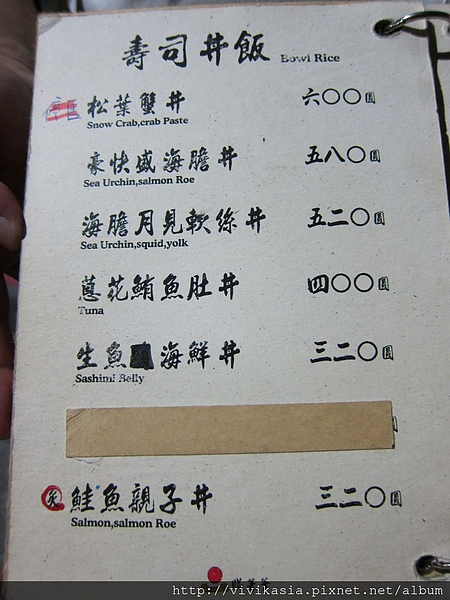 壽司丼飯 Bowl Rice
停售 松葉蟹丼 六〇〇圓
Snow Crab,crab Paste
豪快盛海膽丼 五八〇圓
Sea Urchin,salmon Roe
海膽月見軟絲丼 五二〇圓
Sea Urchin,squid,yolk
蔥花鮪魚肚丼 四〇〇圓
Tuna
生魚海鮮丼 三二〇圓
Sashimi Belly
炙 鮭魚親子丼 三二〇圓
Salmon,salmon Roe
http://vivikasia.pixnet.net/album